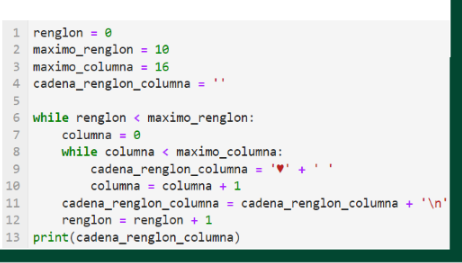 1 renglon = 0
2 maximo_renglon = 10
3 maximo_columna = 16
4 cadena_renglon_columna = ''
5
6 while renglon < maximo_renglon:
7     columna = 0
8     while columna < maximo_columna:
9         cadena_renglon_columna = '♥' + ' '
10         columna = columna + 1
11     cadena_renglon_columna = cadena_renglon_columna + '\n'
12     renglon = renglon + 1
13 print(cadena_renglon_columna)